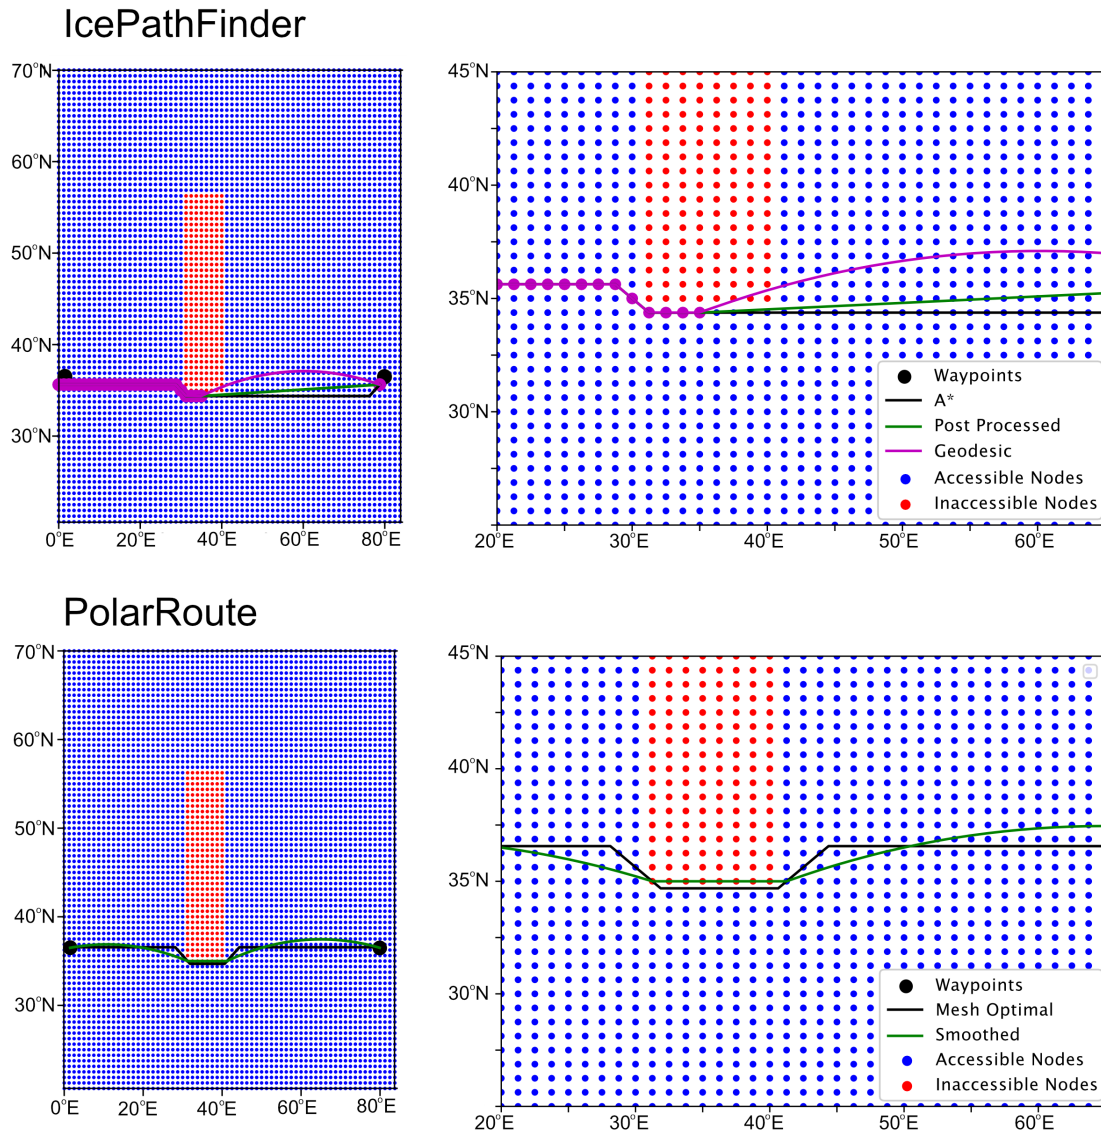 IcePathFinder
70°N
60°N
50°N
40°N
30°N
0°E 20°E 40°E 60°E 80°E
45°N
40°N
35°N
30°N
20°E 30°E 40°E 50°E 60°E
Waypoints
A*
Post Processed
Geodesic
Accessible Nodes
Inaccessible Nodes
PolarRoute
70°N
60°N
50°N
40°N
30°N
0°E 20°E 40°E 60°E 80°E
45°N
40°N
35°N
30°N
20°E 30°E 40°E 50°E 60°E
Waypoints
Mesh Optimal
Smoothed
Accessible Nodes
Inaccessible Nodes